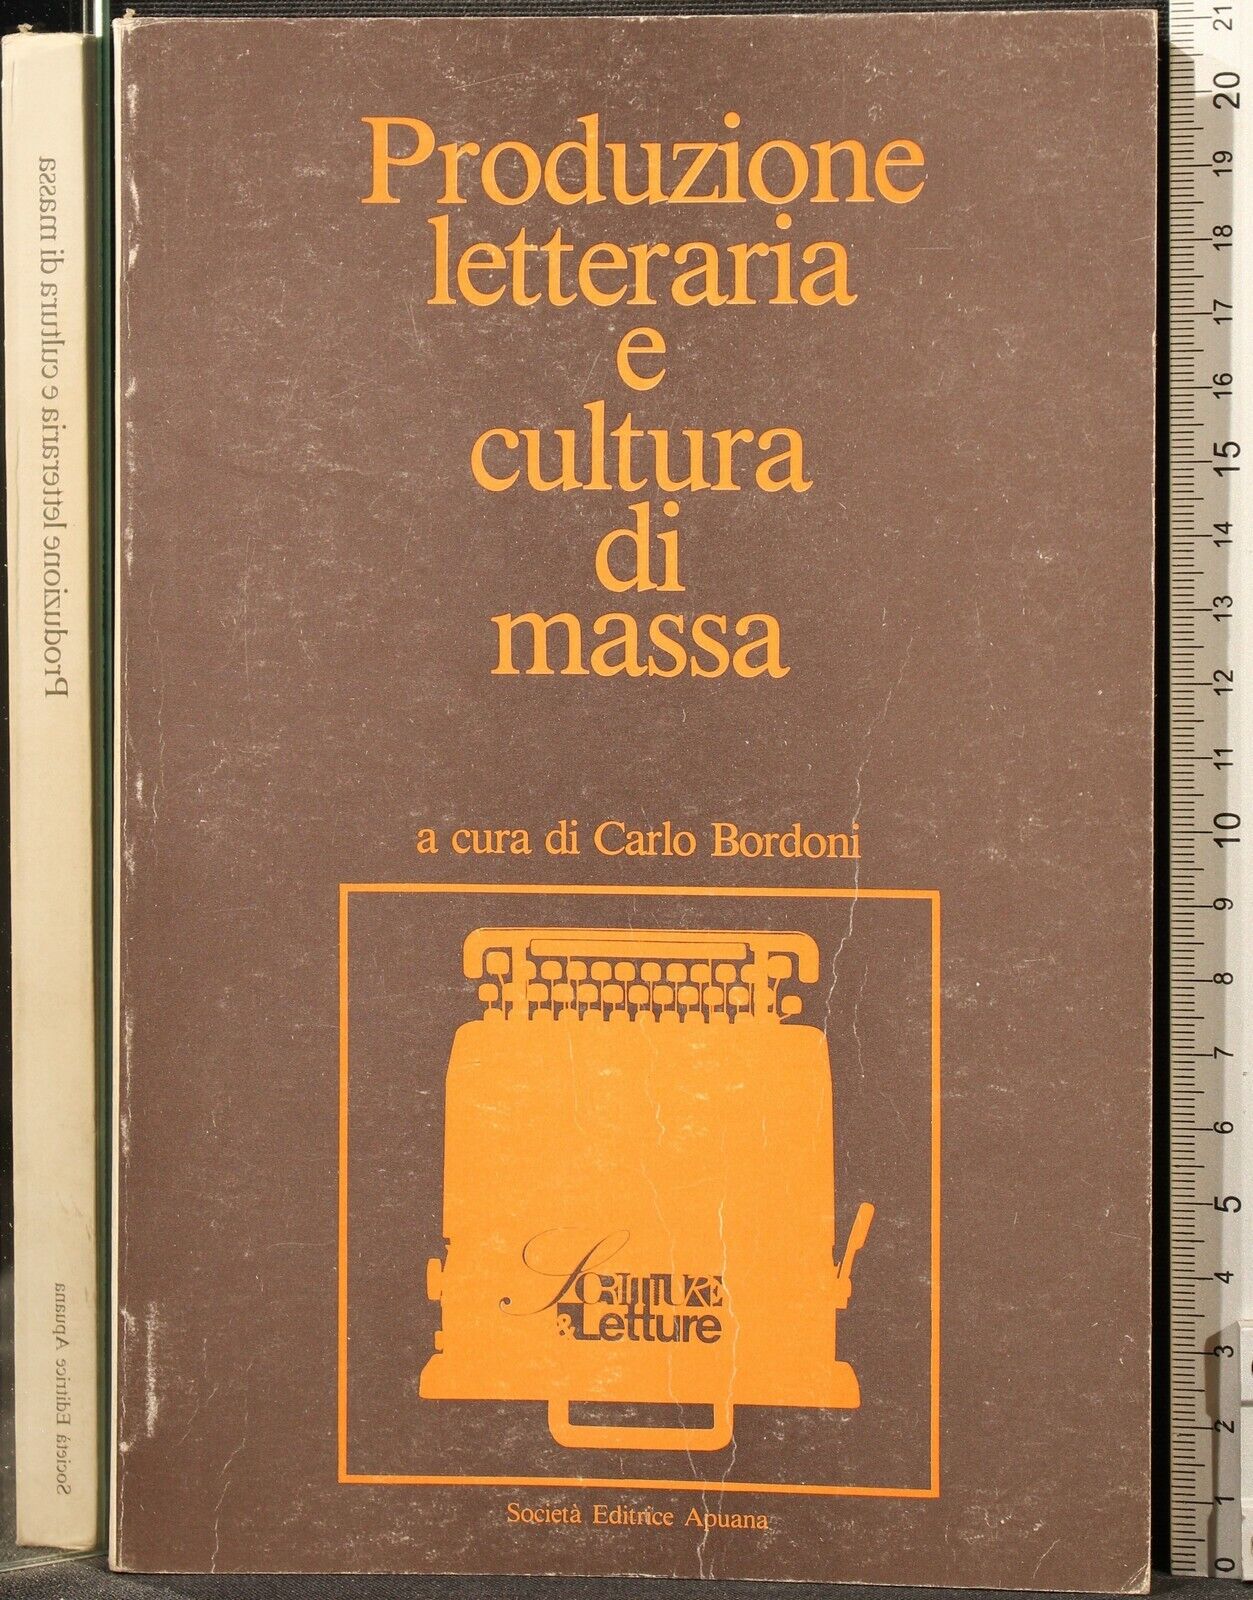 Produzione
letteraria
e
cultura
di
massa
a cura di Carlo Bordoni
SCRITTURE
&Letture
Società Editrice Apuana
Produzione letteraria e cultura di massa
Società Editrice Apuana
21
20
19
18
17
16
15
14
13
12
11
10
9
8
7
6
5
4
3
2
1
0